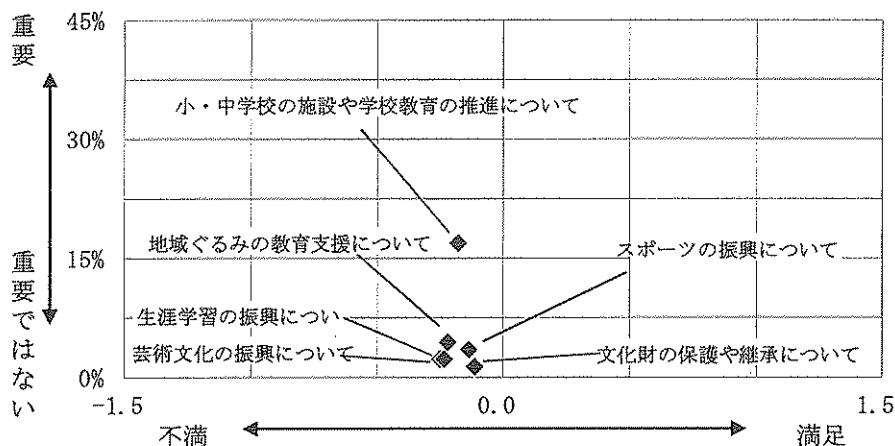 重要
45%
小・中学校の施設や学校教育の推進について
30%
地域ぐるみの教育支援について
スポーツの振興について
15%
重要ではない
生涯学習の振興につい
芸術文化の振興について
文化財の保護や継承について
0%
-1.5
0.0
1.5
不満
満足